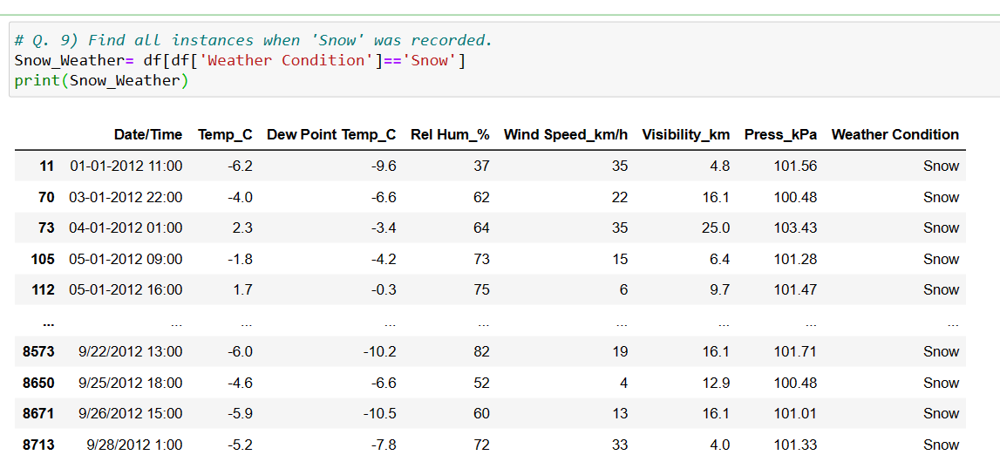 # Q. 9) Find all instances when 'Snow' was recorded.
Snow_Weather= df[df['Weather Condition']=='Snow']
print(Snow_Weather)
Date/Time Temp_C Dew Point Temp_C Rel Hum_% Wind Speed_km/h Visibility_km Press_kPa Weather Condition
11 01-01-2012 11:00 -6.2 -9.6 37 35 4.8 101.56 Snow
70 03-01-2012 22:00 -4.0 -6.6 62 22 16.1 100.48 Snow
73 04-01-2012 01:00 2.3 -3.4 64 35 25.0 103.43 Snow
105 05-01-2012 09:00 -1.8 -4.2 73 15 6.4 101.28 Snow
112 05-01-2012 16:00 1.7 -0.3 75 6 9.7 101.47 Snow
... ... ... ... ... ... ... ... ...
8573 9/22/2012 13:00 -6.0 -10.2 82 19 16.1 101.71 Snow
8650 9/25/2012 18:00 -4.6 -6.6 52 4 12.9 100.48 Snow
8671 9/26/2012 15:00 -5.9 -10.5 60 13 16.1 101.01 Snow
8713 9/28/2012 1:00 -5.2 -7.8 72 33 4.0 101.33 Snow